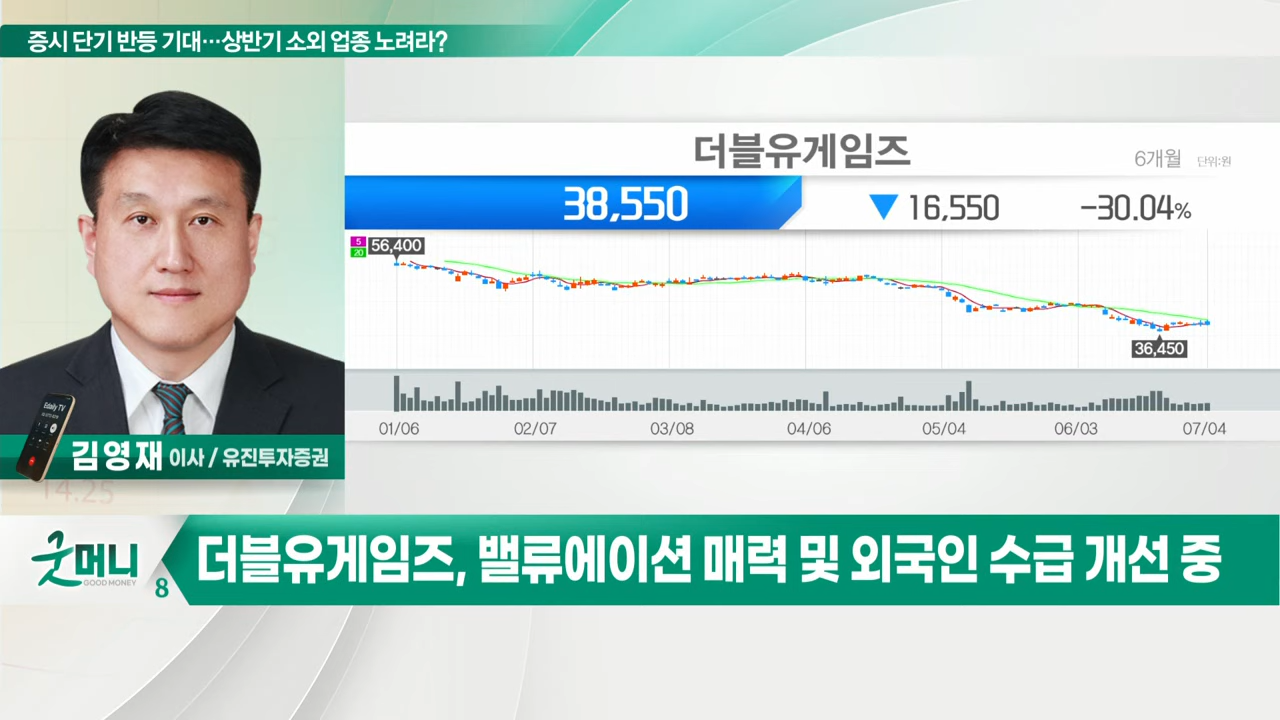 증시 단기 반등 기대…상반기 소외 업종 노려라?
더블유게임즈
6개월 단위:원
38,550 ▼ 16,550 -30.04%
5
20
56,400
36,450
01/06 02/07 03/08 04/06 05/04 06/03 07/04
Edaily TV
김영재 이사 / 유진투자증권
14.25
굿머니
GOOD MONEY
8
더블유게임즈, 밸류에이션 매력 및 외국인 수급 개선 중